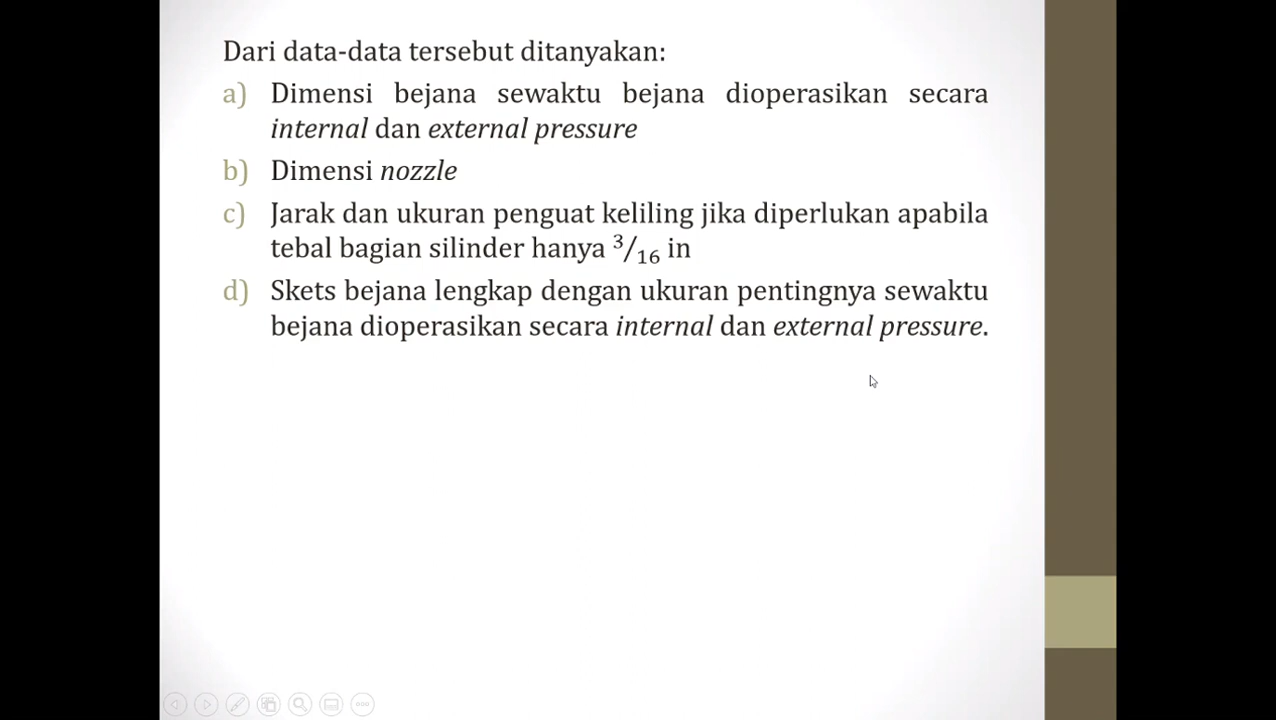 Dari data-data tersebut ditanyakan:
a) Dimensi bejana sewaktu bejana dioperasikan secara
internal dan external pressure
b) Dimensi nozzle
c) Jarak dan ukuran penguat keliling jika diperlukan apabila
tebal bagian silinder hanya 3/16 in
d) Skets bejana lengkap dengan ukuran pentingnya sewaktu
bejana dioperasikan secara internal dan external pressure.